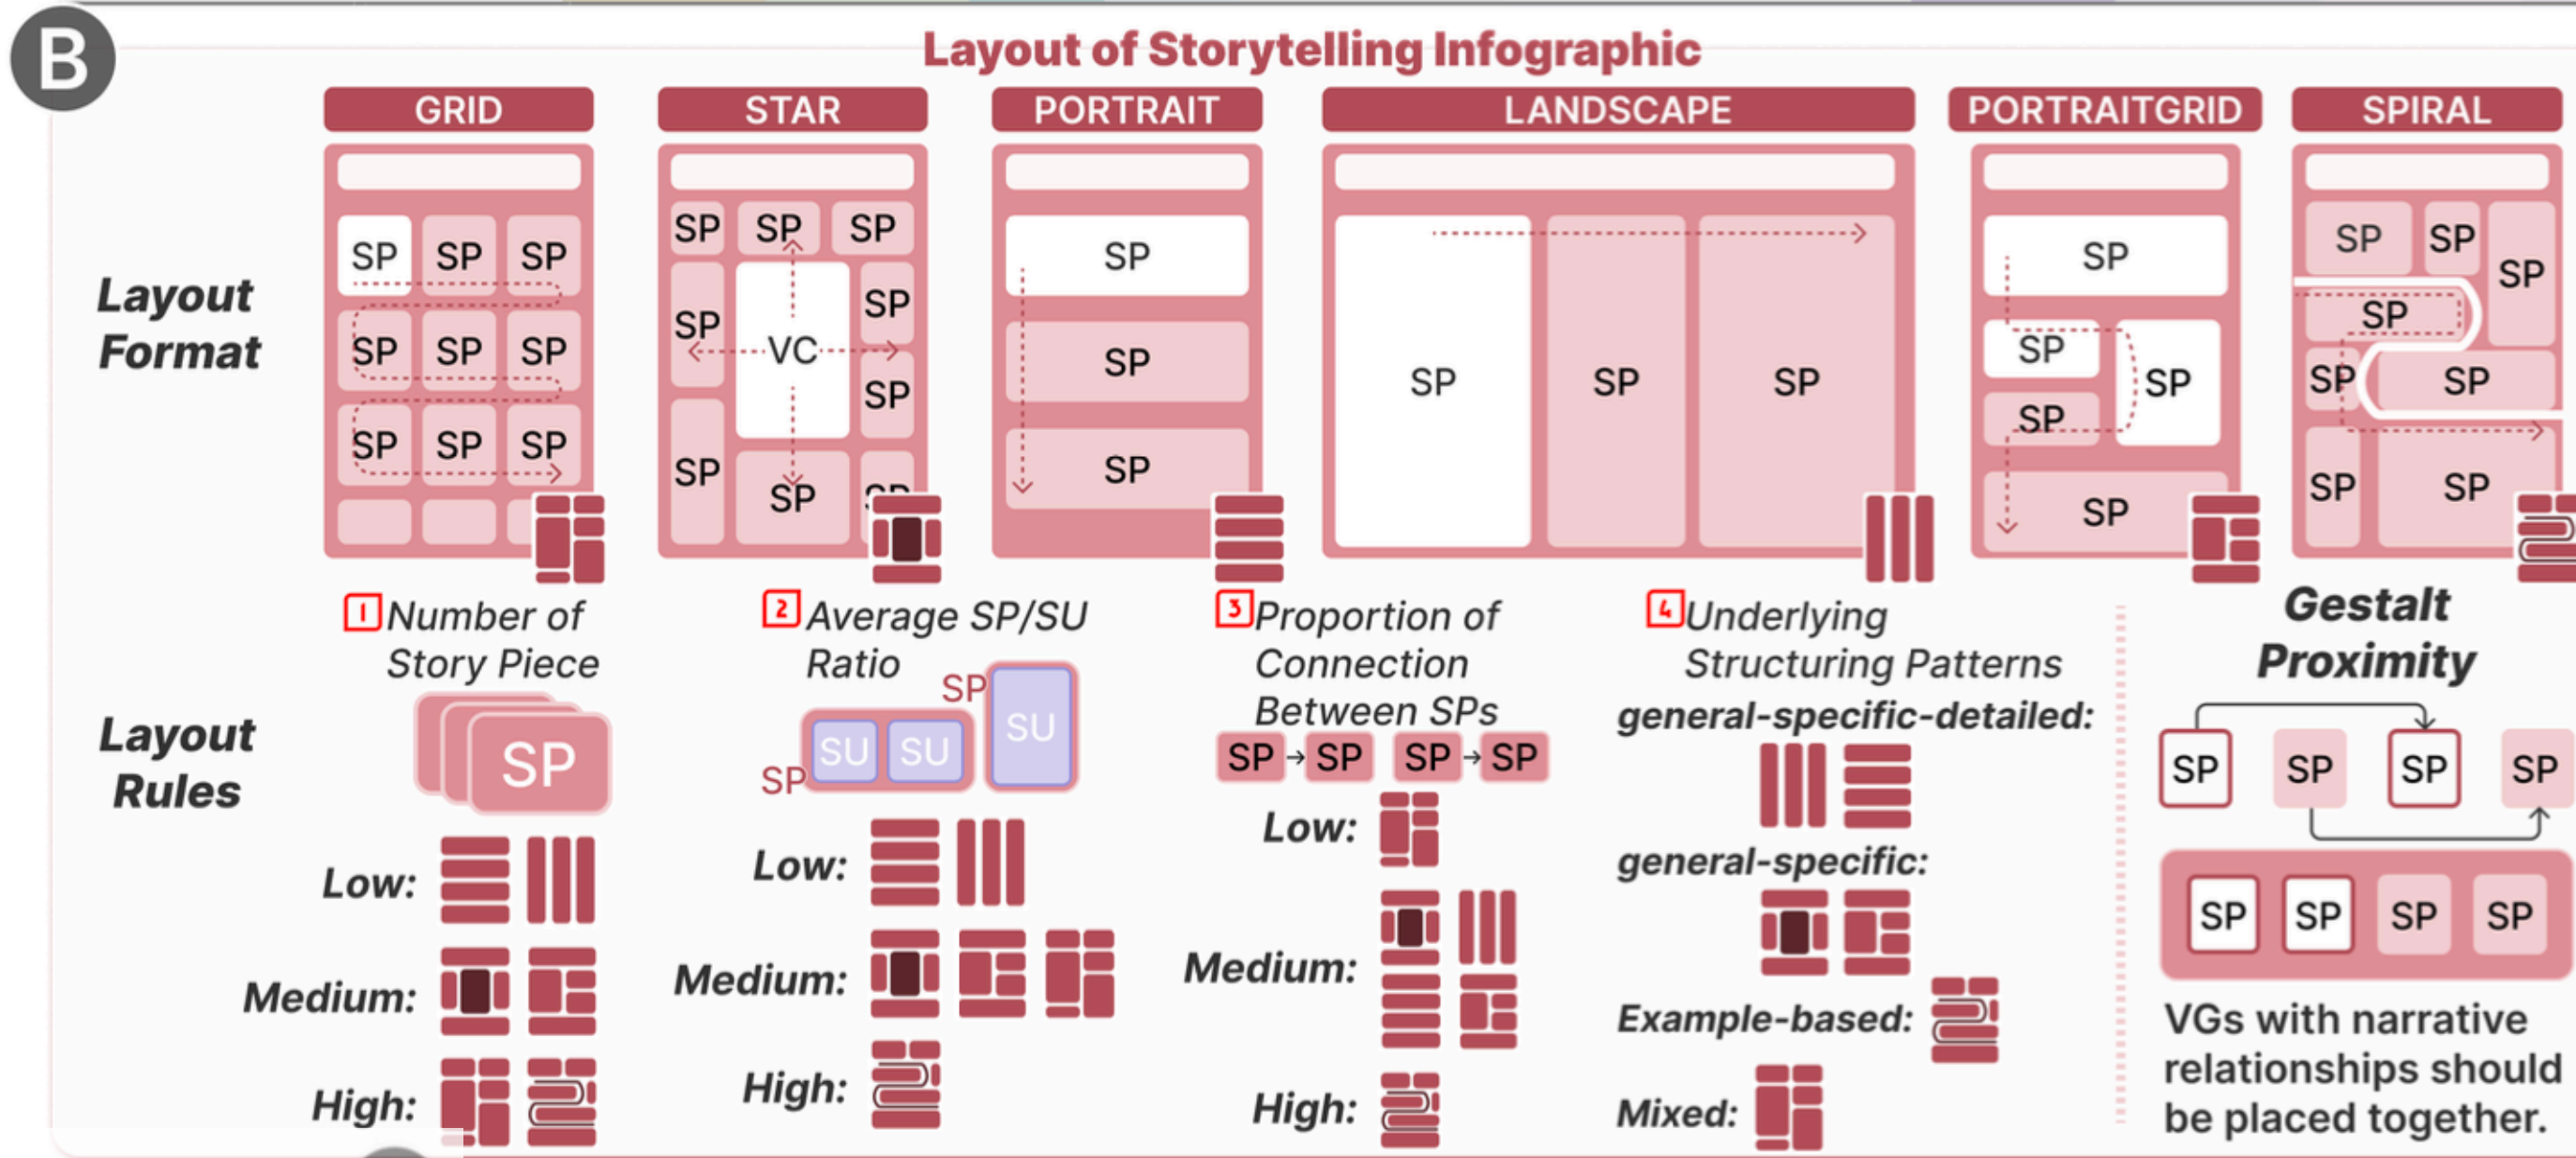 B
Layout of Storytelling Infographic
GRID
STAR
PORTRAIT
LANDSCAPE
PORTRAITGRID
SPIRAL
Layout
Format
SP SP SP
SP SP SP
SP SP SP
SP SP SP
SP VC SP
SP
SP SP SP
SP
SP
SP
SP SP SP
SP
SP SP
SP
SP
SP SP SP
SP
SP SP
SP SP
Layout
Rules
1 Number of
Story Piece
SP
Low:
Medium:
High:
2 Average SP/SU
Ratio
SP
SU SU SU
SP
Low:
Medium:
High:
3 Proportion of
Connection
Between SPs
SP → SP SP → SP
Low:
Medium:
High:
4 Underlying
Structuring Patterns
general-specific-detailed:
general-specific:
Example-based:
Mixed:
Gestalt
Proximity
SP SP SP SP
SP SP SP SP
VGs with narrative
relationships should
be placed together.